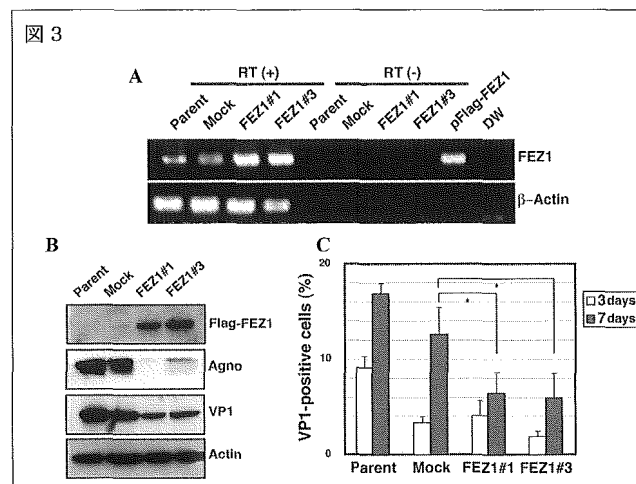 図 3
A
RT (+) RT (-)
Parent Mock FEZ1#1 FEZ1#3 Parent Mock FEZ1#1 FEZ1#3 pFlag-FEZ1 DW
FEZ1
β-Actin
B
Parent Mock FEZ1#1 FEZ1#3
Flag-FEZ1
Agno
VP1
Actin
C
VP1-positive cells (%)
20
10
0
* *
3 days
7 days
Parent Mock FEZ1#1 FEZ1#3